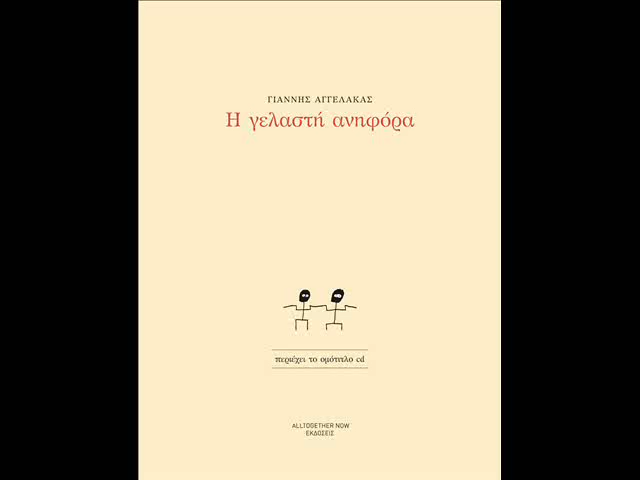 ΓΙΑΝΝΗΣ ΑΓΓΕΛΑΚΑΣ
Η γελαστή ανηφόρα
περιέχει το ομότιτλο cd
ALLTOGETHER NOW
ΕΚΔΟΣΕΙΣ